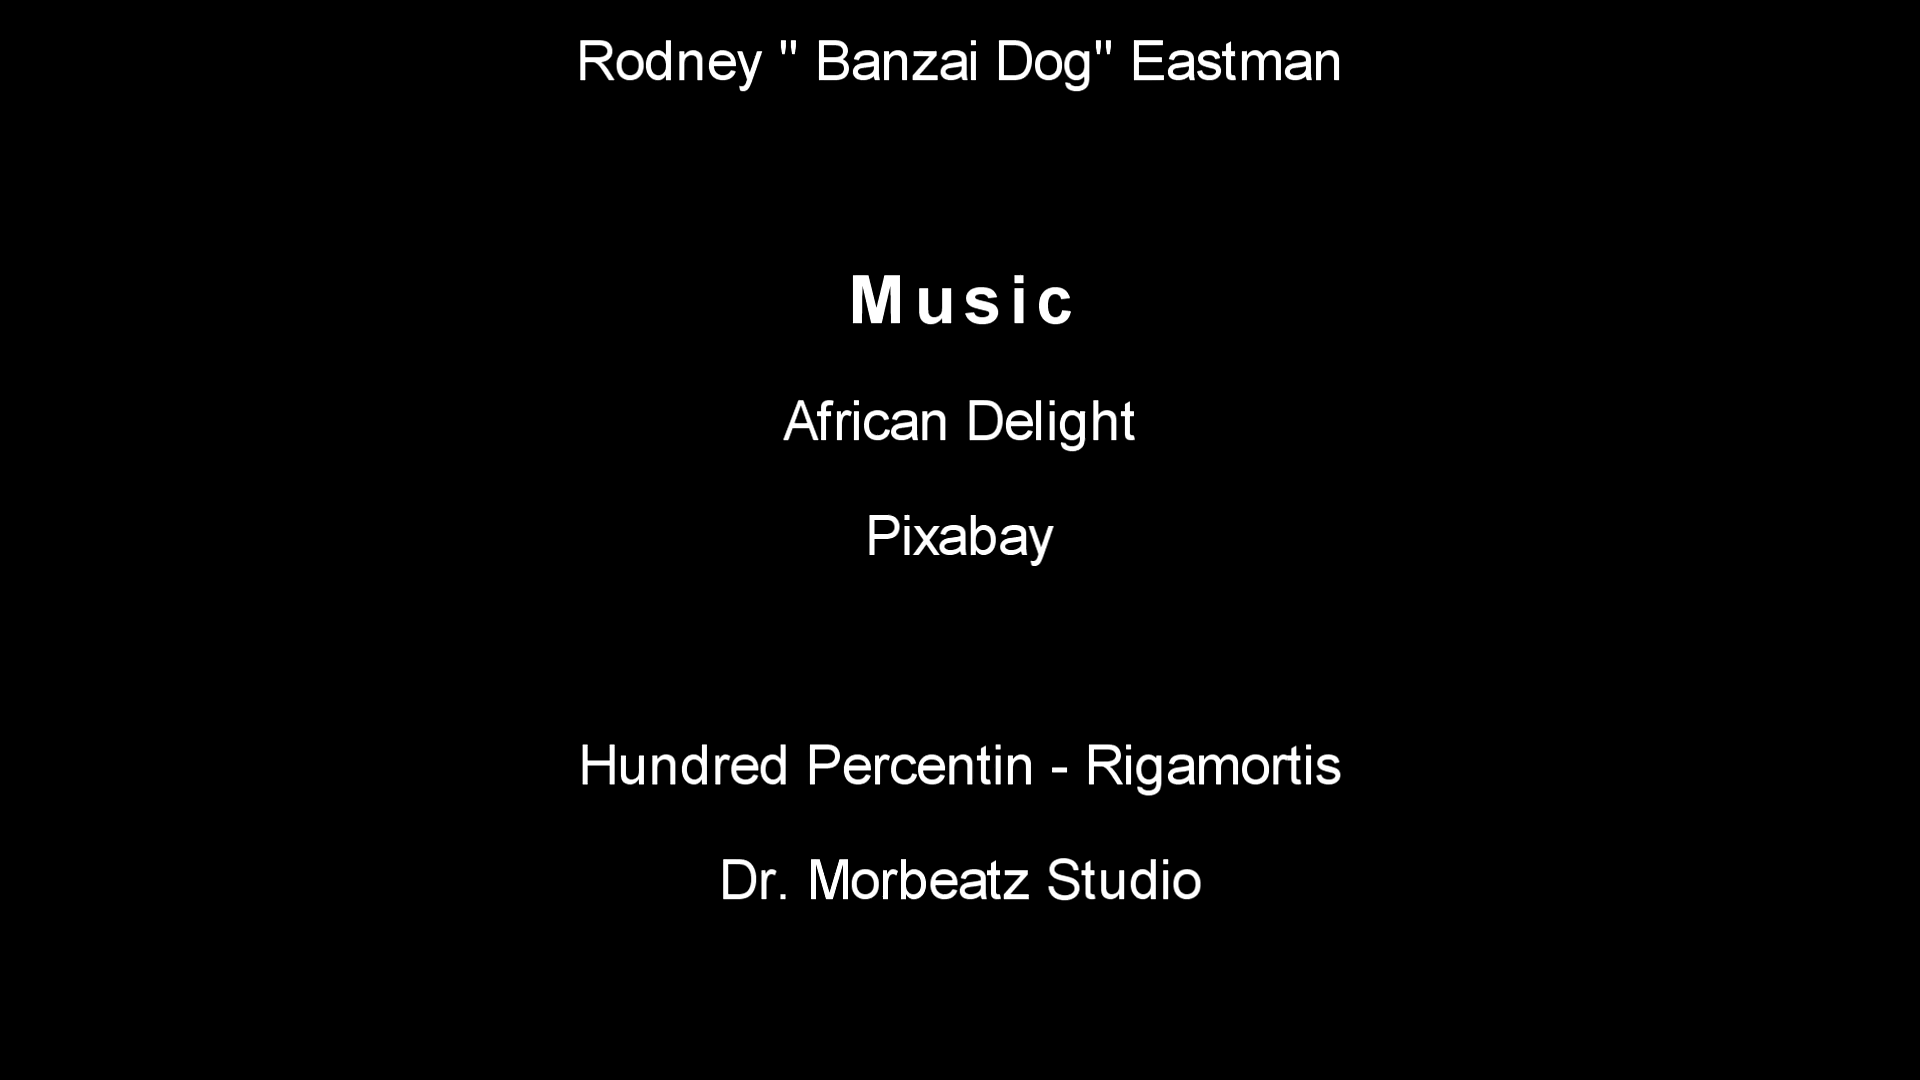 Rodney " Banzai Dog" Eastman
Music
African Delight
Pixabay
Hundred Percentin - Rigamortis
Dr. Morbeatz Studio